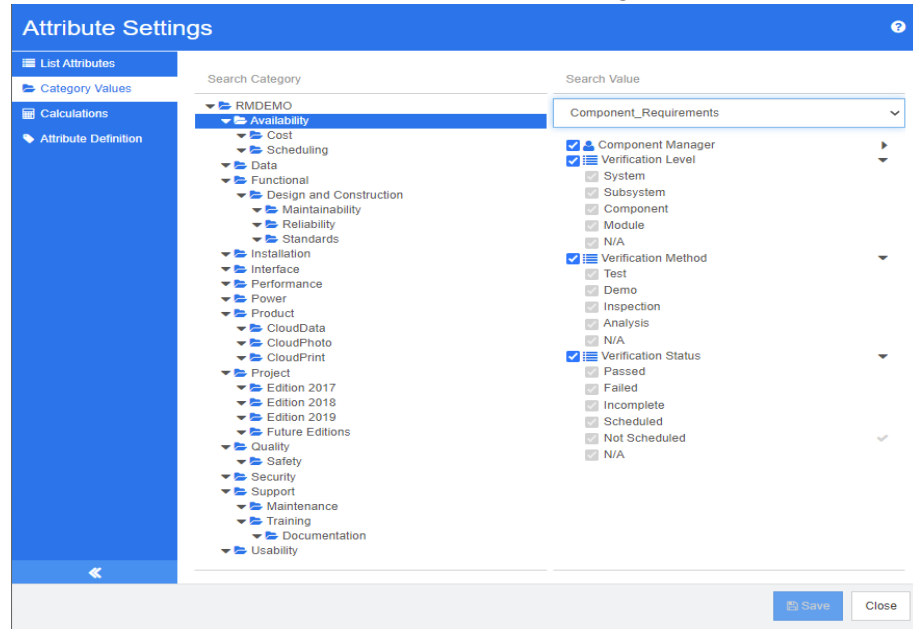 Attribute Settings
List Attributes
Category Values
Calculations
Attribute Definition
Search Category
RMDEMO
Availability
Cost
Scheduling
Data
Functional
Design and Construction
Maintainability
Reliability
Standards
Installation
Interface
Performance
Power
Product
CloudData
CloudPhoto
CloudPrint
Project
Edition 2017
Edition 2018
Edition 2019
Future Editions
Quality
Safety
Security
Support
Maintenance
Training
Documentation
Usability
Search Value
Component_Requirements
Component Manager
Verification Level
System
Subsystem
Component
Module
N/A
Verification Method
Test
Demo
Inspection
Analysis
N/A
Verification Status
Passed
Failed
Incomplete
Scheduled
Not Scheduled
N/A
Save
Close